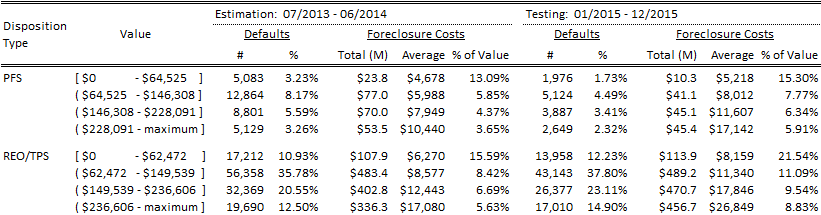 Estimation: 07/2013 - 06/2014 Testing: 01/2015 - 12/2015
Disposition Type Value Defaults Foreclosure Costs Defaults Foreclosure Costs
# % Total (M) Average % of Value # % Total (M) Average % of Value
PFS [ $0 - $64,525 ] 5,083 3.23% $23.8 $4,678 13.09% 1,976 1.73% $10.3 $5,218 15.30%
( $64,525 - $146,308 ] 12,864 8.17% $77.0 $5,988 5.85% 5,124 4.49% $41.1 $8,012 7.77%
( $146,308 - $228,091 ] 8,801 5.59% $70.0 $7,949 4.37% 3,887 3.41% $45.1 $11,607 6.34%
( $228,091 - maximum ] 5,129 3.26% $53.5 $10,440 3.65% 2,649 2.32% $45.4 $17,142 5.91%
REO/TPS [ $0 - $62,472 ] 17,212 10.93% $107.9 $6,270 15.59% 13,958 12.23% $113.9 $8,159 21.54%
( $62,472 - $149,539 ] 56,358 35.78% $483.4 $8,577 8.42% 43,143 37.80% $489.2 $11,340 11.09%
( $149,539 - $236,606 ] 32,369 20.55% $402.8 $12,443 6.69% 26,377 23.11% $470.7 $17,846 9.54%
( $236,606 - maximum ] 19,690 12.50% $336.3 $17,080 5.63% 17,010 14.90% $456.7 $26,849 8.83%